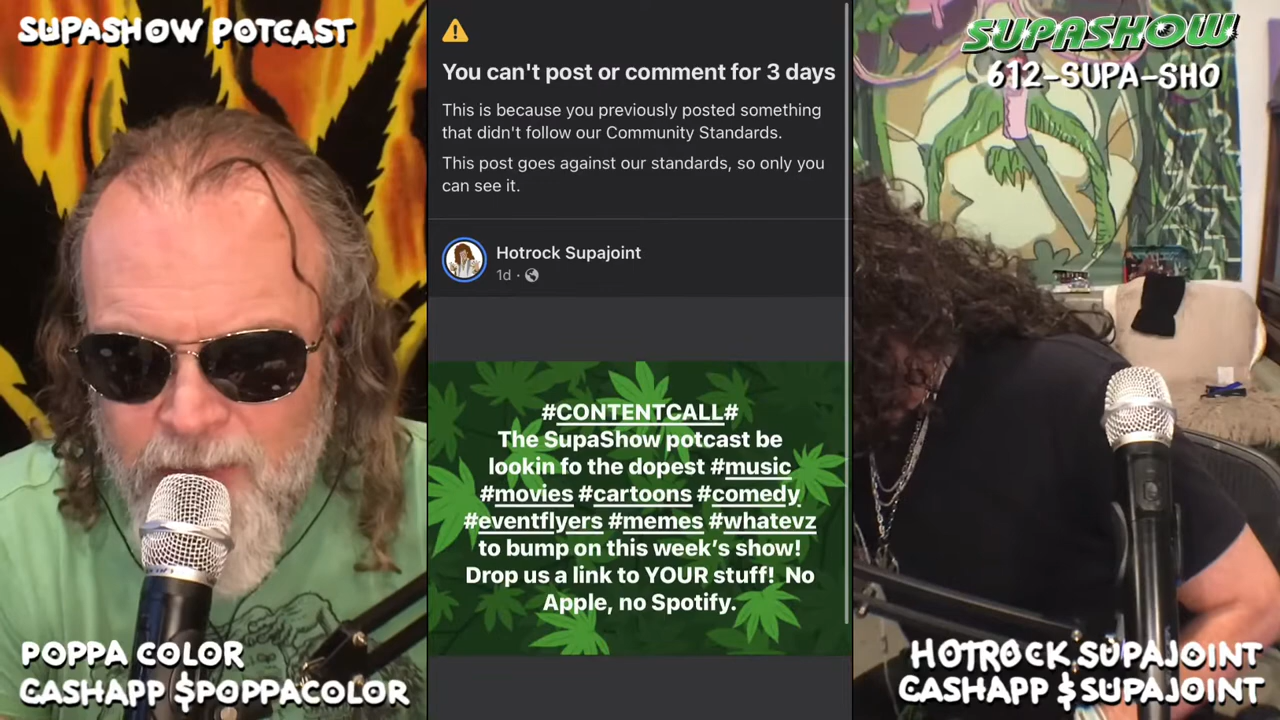 SUPASHOW POTCAST
You can't post or comment for 3 days
This is because you previously posted something
that didn't follow our Community Standards.
This post goes against our standards, so only you
can see it.
Hotrock Supajoint
1d ·
#CONTENTCALL#
The SupaShow potcast be
lookin fo the dopest #music
#movies #cartoons #comedy
#eventflyers #memes #whatevz
to bump on this week’s show!
Drop us a link to YOUR stuff! No
Apple, no Spotify.
SUPASHOW
612-SUPA-SHO
POPPA COLOR
CASHAPP $POPPACOLOR
HOTROCK SUPAJOINT
CASHAPP $SUPAJOINT